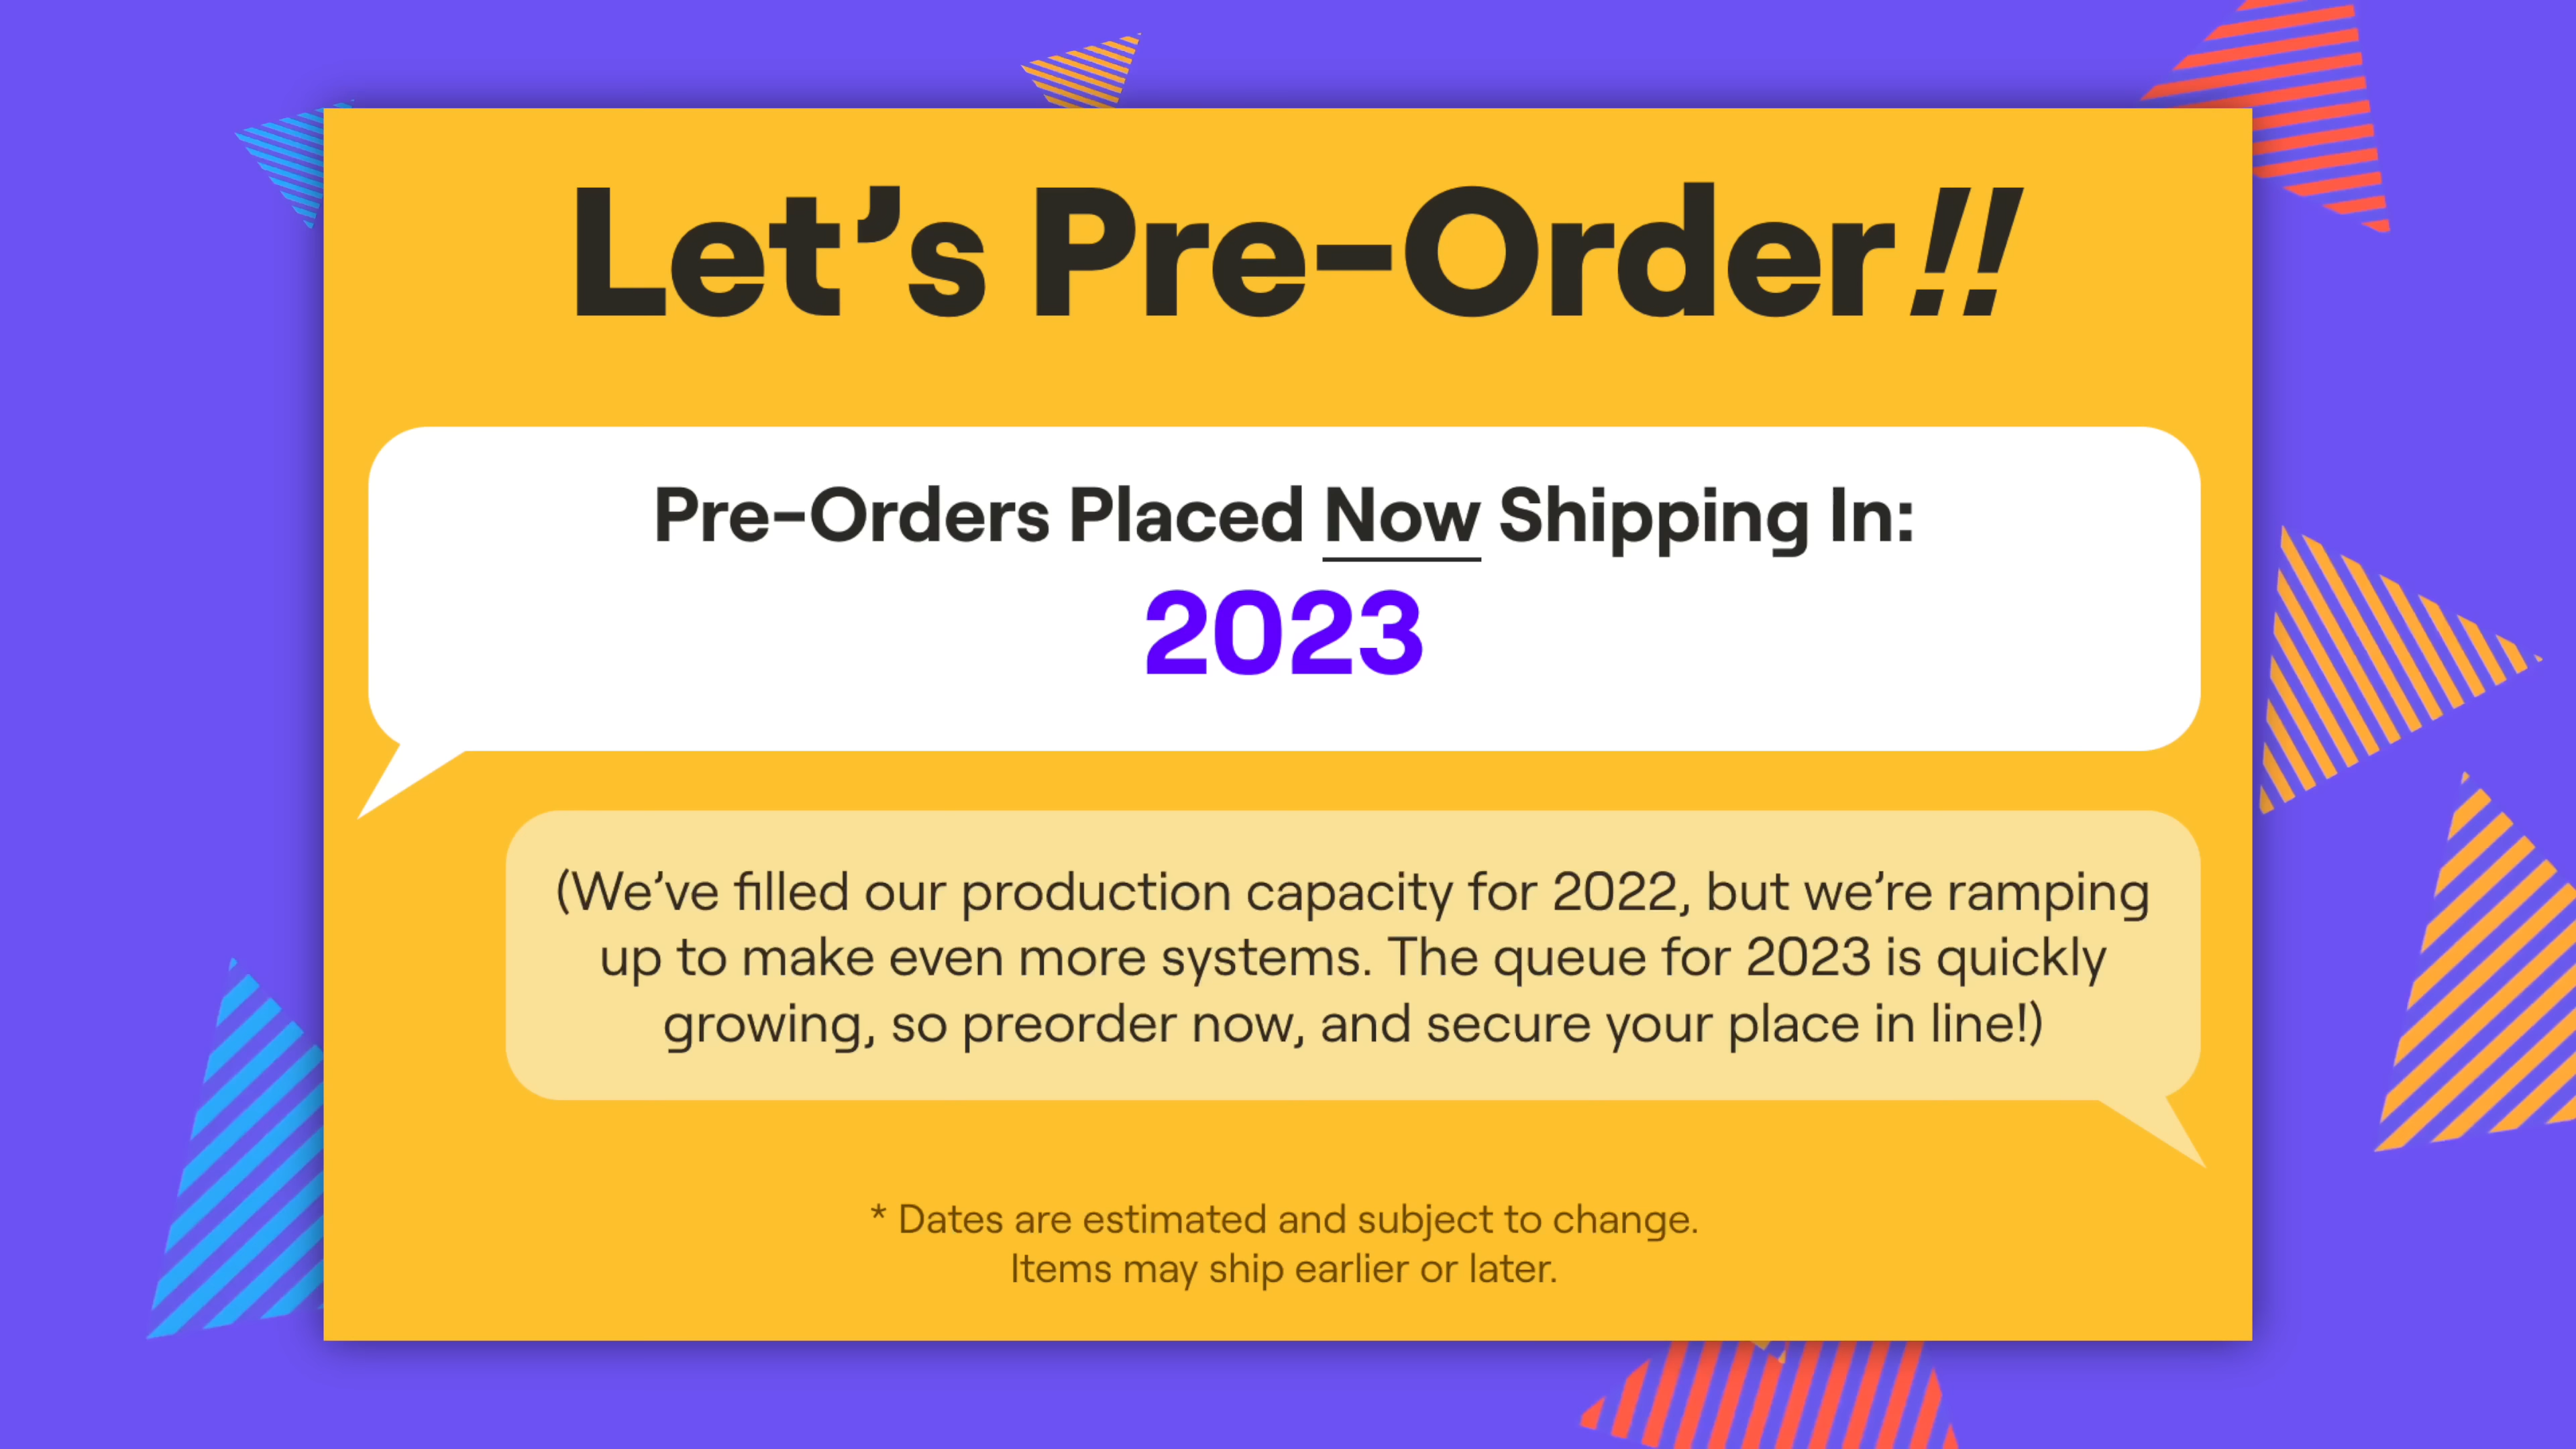 Let’s Pre-Order!!
Pre-Orders Placed Now Shipping In:
2023
(We’ve filled our production capacity for 2022, but we’re ramping
up to make even more systems. The queue for 2023 is quickly
growing, so preorder now, and secure your place in line!)
* Dates are estimated and subject to change.
Items may ship earlier or later.